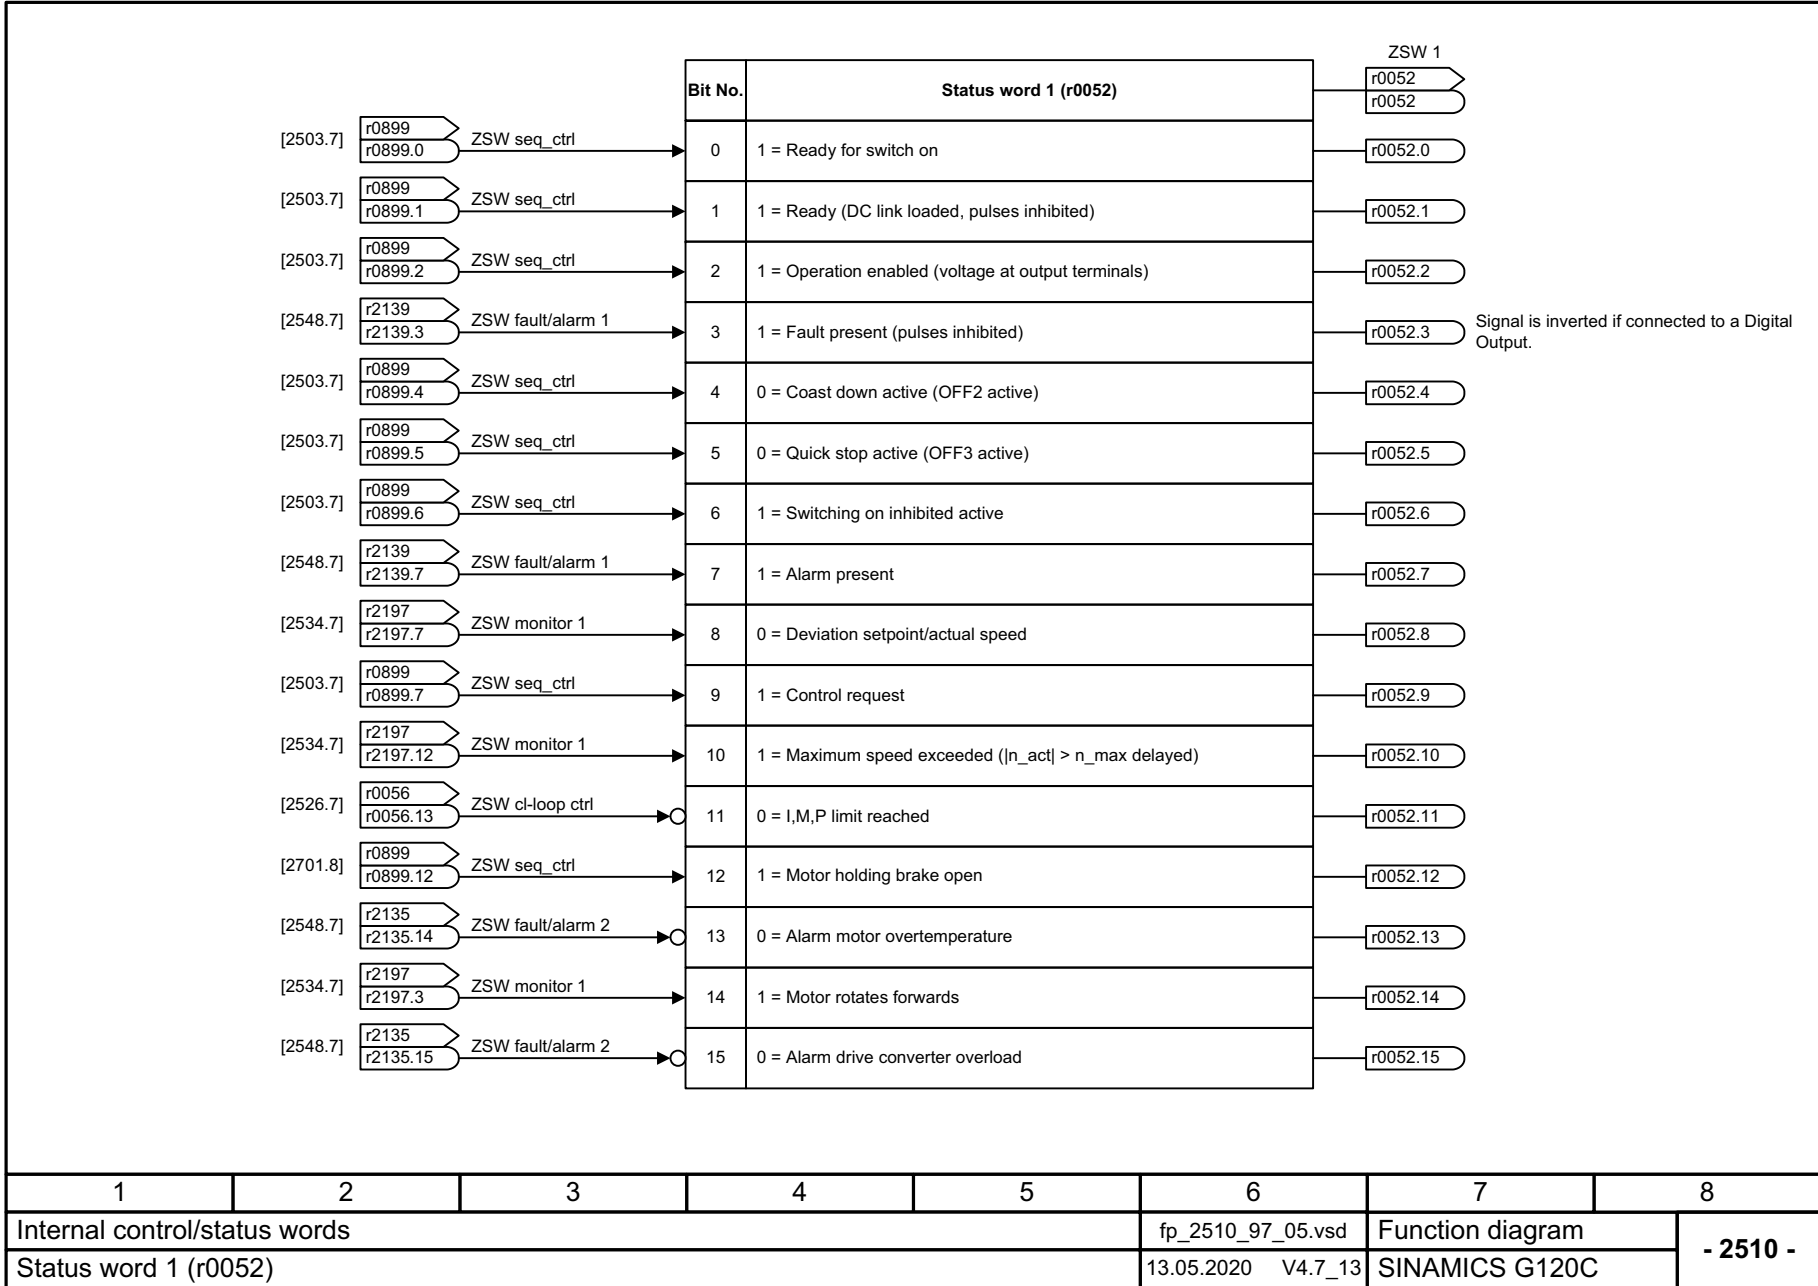 ZSW 1
Bit No. Status word 1 (r0052) r0052
r0052
[2503.7] r0899 ZSW seq_ctrl
r0899.0 0 1 = Ready for switch on r0052.0
[2503.7] r0899 ZSW seq_ctrl
r0899.1 1 1 = Ready (DC link loaded, pulses inhibited) r0052.1
[2503.7] r0899 ZSW seq_ctrl
r0899.2 2 1 = Operation enabled (voltage at output terminals) r0052.2
[2548.7] r2139 ZSW fault/alarm 1
r2139.3 3 1 = Fault present (pulses inhibited) r0052.3 Signal is inverted if connected to a Digital
Output.
[2503.7] r0899 ZSW seq_ctrl
r0899.4 4 0 = Coast down active (OFF2 active) r0052.4
[2503.7] r0899 ZSW seq_ctrl
r0899.5 5 0 = Quick stop active (OFF3 active) r0052.5
[2503.7] r0899 ZSW seq_ctrl
r0899.6 6 1 = Switching on inhibited active r0052.6
[2548.7] r2139 ZSW fault/alarm 1
r2139.7 7 1 = Alarm present r0052.7
[2534.7] r2197 ZSW monitor 1
r2197.7 8 0 = Deviation setpoint/actual speed r0052.8
[2503.7] r0899 ZSW seq_ctrl
r0899.7 9 1 = Control request r0052.9
[2534.7] r2197 ZSW monitor 1
r2197.12 10 1 = Maximum speed exceeded (|n_act| > n_max delayed) r0052.10
[2526.7] r0056 ZSW cl-loop ctrl
r0056.13 11 0 = I,M,P limit reached r0052.11
[2701.8] r0899 ZSW seq_ctrl
r0899.12 12 1 = Motor holding brake open r0052.12
[2548.7] r2135 ZSW fault/alarm 2
r2135.14 13 0 = Alarm motor overtemperature r0052.13
[2534.7] r2197 ZSW monitor 1
r2197.3 14 1 = Motor rotates forwards r0052.14
[2548.7] r2135 ZSW fault/alarm 2
r2135.15 15 0 = Alarm drive converter overload r0052.15
1 2 3 4 5 6 7 8
Internal control/status words fp_2510_97_05.vsd Function diagram - 2510 -
Status word 1 (r0052) 13.05.2020 V4.7_13 SINAMICS G120C